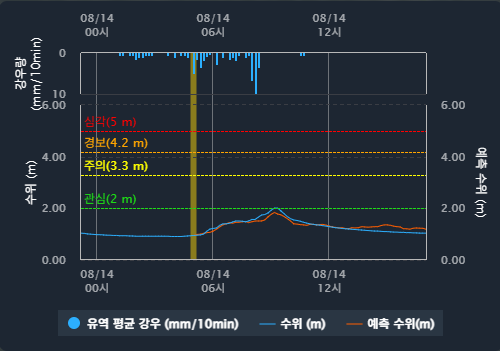 08/14 08/14 08/14
00시 06시 12시
강우량
(mm/10min)
0
10
6.00 6.00
심각(5 m)
경보(4.2 m)
4.00 4.00
주의(3.3 m)
수위 (m)
예측 수위 (m)
관심(2 m)
2.00 2.00
0.00 0.00
08/14 08/14 08/14
00시 06시 12시
유역 평균 강우 (mm/10min) 수위 (m) 예측 수위(m)